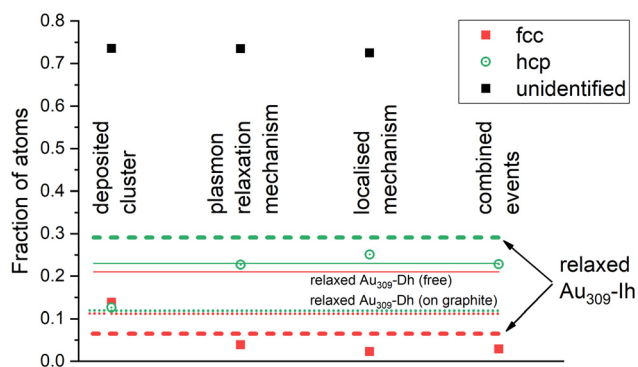 Fraction of atoms
0.8
0.7
0.6
0.5
0.4
0.3
0.2
0.1
0.0
fcc
hcp
unidentified
deposited
cluster
plasmon
relaxation
mechanism
localised
mechanism
combined
events
relaxed Au309-Dh (free)
relaxed Au309-Dh (on graphite)
relaxed
Au309-Ih